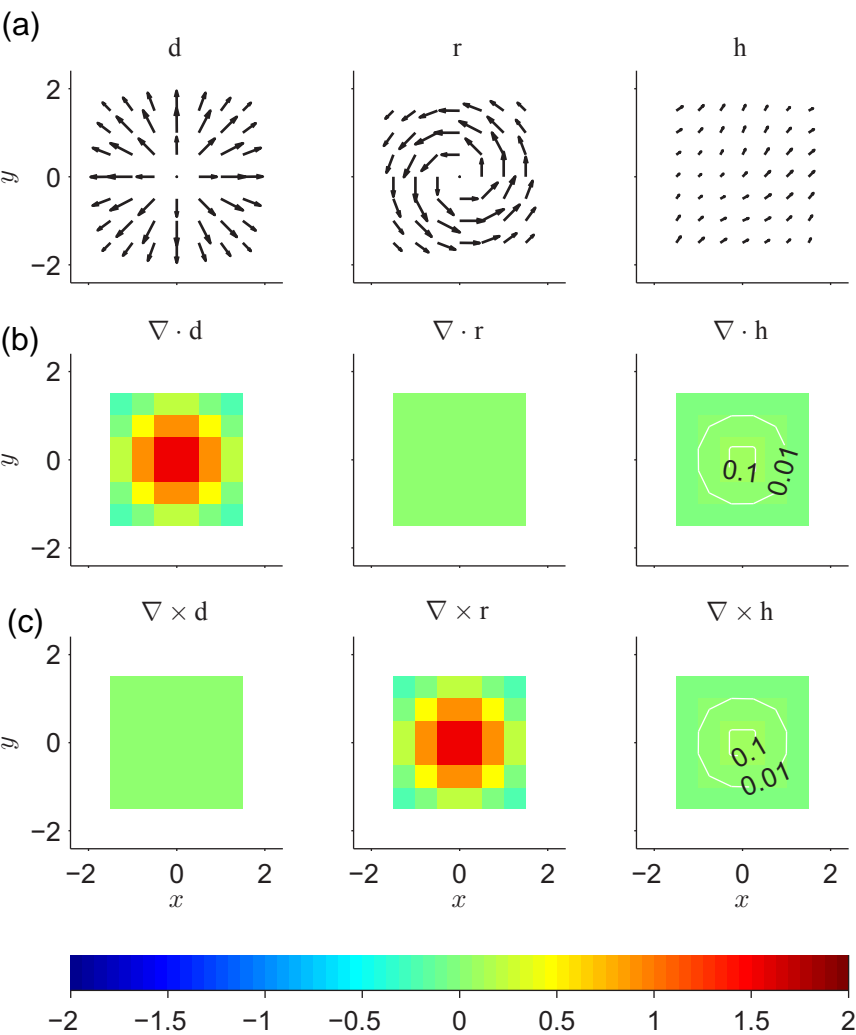 (a)
d r h
y
2
0
−2
(b)
∇ · d ∇ · r ∇ · h
y
2
0
−2
0.1 0.01
(c)
∇ × d ∇ × r ∇ × h
y
2
0
−2
0.1
0.01
−2 0 2 −2 0 2 −2 0 2
x x x
−2 −1.5 −1 −0.5 0 0.5 1 1.5 2